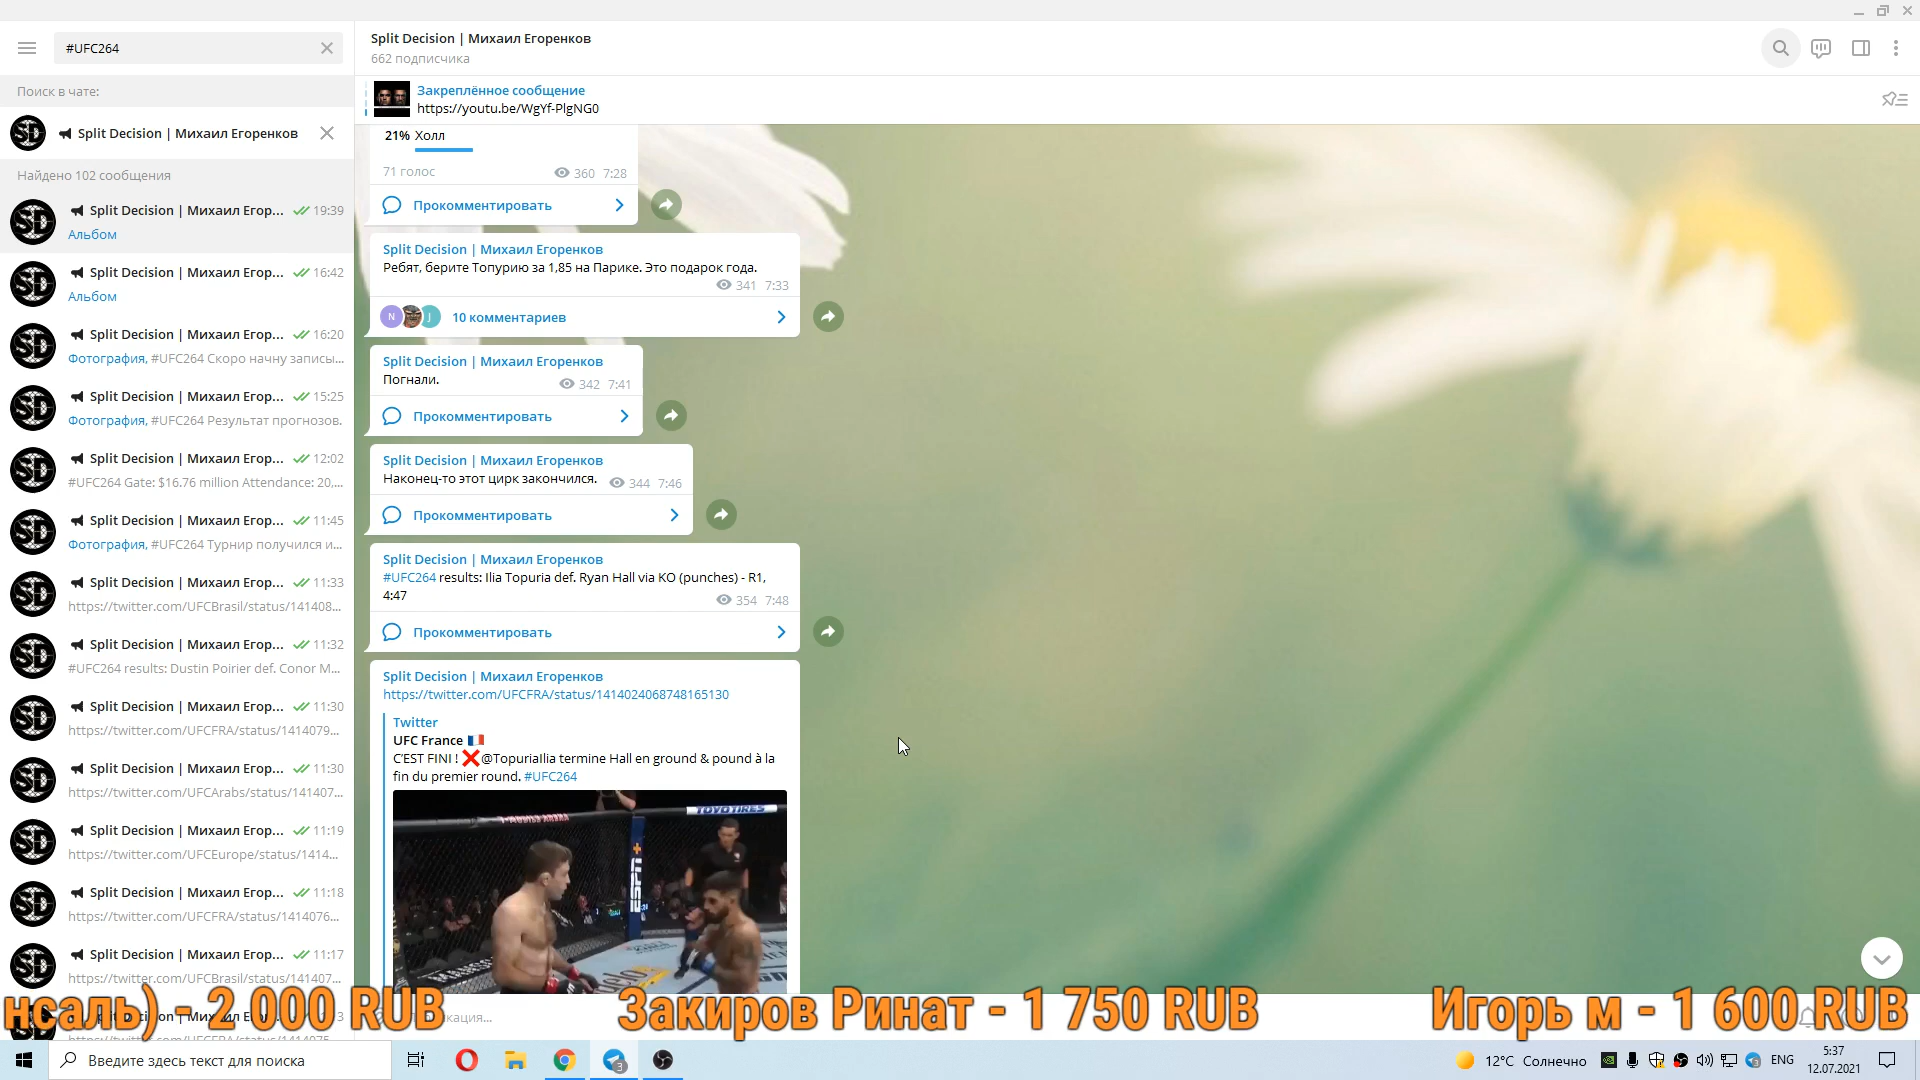 #UFC264
Поиск в чате:
Split Decision | Михаил Егоренков
Найдено 102 сообщения
Split Decision | Михаил Егор... 19:39
Альбом
Split Decision | Михаил Егор... 16:42
Альбом
Split Decision | Михаил Егор... 16:20
Фотография, #UFC264 Скоро начну записы...
Split Decision | Михаил Егор... 15:25
Фотография, #UFC264 Результат прогнозов.
Split Decision | Михаил Егор... 12:02
#UFC264 Gate: $16.76 million Attendance: 20,...
Split Decision | Михаил Егор... 11:45
Фотография, #UFC264 Турнир получился и...
Split Decision | Михаил Егор... 11:33
https://twitter.com/UFCBrasil/status/141408...
Split Decision | Михаил Егор... 11:32
#UFC264 results: Dustin Poirier def. Conor M...
Split Decision | Михаил Егор... 11:30
https://twitter.com/UFCFRA/status/1414079...
Split Decision | Михаил Егор... 11:30
https://twitter.com/UFCArabs/status/141407...
Split Decision | Михаил Егор... 11:19
https://twitter.com/UFCEurope/status/1414...
Split Decision | Михаил Егор... 11:18
https://twitter.com/UFCFRA/status/1414076...
Split Decision | Михаил Егор... 11:17
https://twitter.com/UFCBrasil/status/141407...
Split Decision | Михаил Егоренков
662 подписчика
Закреплённое сообщение
https://youtu.be/WgYf-PlgNG0
21% Холл
71 голос 360 7:28
Прокомментировать
Split Decision | Михаил Егоренков
Ребят, берите Топурию за 1,85 на Парике. Это подарок года.
341 7:33
N J 10 комментариев
Split Decision | Михаил Егоренков
Погнали. 342 7:41
Прокомментировать
Split Decision | Михаил Егоренков
Наконец-то этот цирк закончился. 344 7:46
Прокомментировать
Split Decision | Михаил Егоренков
#UFC264 results: Ilia Topuria def. Ryan Hall via KO (punches) - R1,
4:47 354 7:48
Прокомментировать
Split Decision | Михаил Егоренков
https://twitter.com/UFCFRA/status/1414024068748165130
Twitter
UFC France
C'EST FINI ! @TopuriaIlia termine Hall en ground & pound à la
fin du premier round. #UFC264
TOYO TIRES
ESPN+
нсаль) - 2 000 RUB Закиров Ринат - 1 750 RUB Игорь м - 1 600 RUB
Введите здесь текст для поиска
3
12°C Солнечно
ENG
5:37
12.07.2021